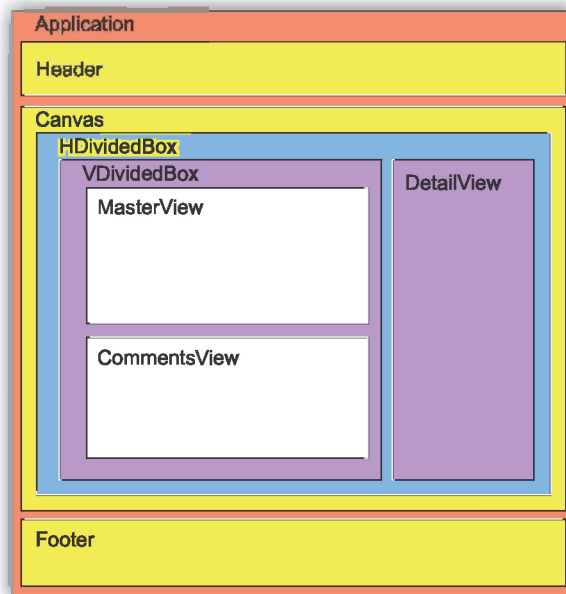 Application
Header
Canvas
HDividedBox
VDividedBox
MasterView
DetailView
CommentsView
Footer